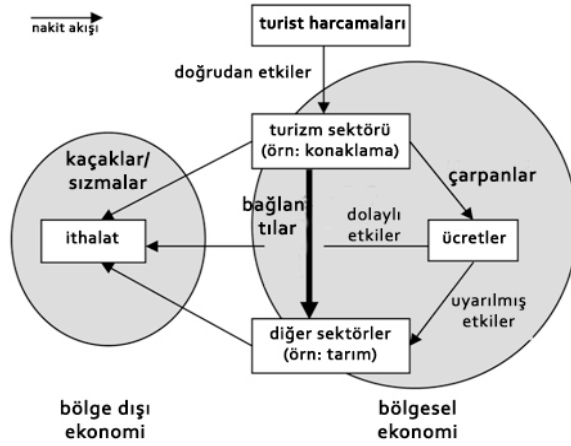 nakit akışı
turist harcamaları
doğrudan etkiler
turizm sektörü
(örn: konaklama)
kaçaklar/
sızmalar
çarpanlar
bağlan
tılar
dolaylı
etkiler
ithalat
ücretler
uyarılmış
etkiler
diğer sektörler
(örn: tarım)
bölge dışı
ekonomi
bölgesel
ekonomi